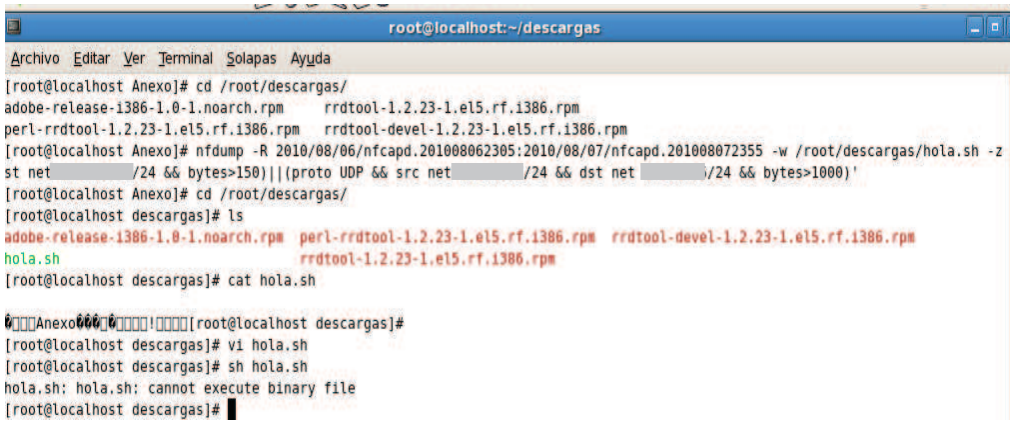 root@localhost:~/descargas
Archivo Editar Ver Terminal Solapas Ayuda
[root@localhost Anexo]# cd /root/descargas/
adobe-release-i386-1.0-1.noarch.rpm rrdtool-1.2.23-1.el5.rf.i386.rpm
perl-rrdtool-1.2.23-1.el5.rf.i386.rpm rrdtool-devel-1.2.23-1.el5.rf.i386.rpm
[root@localhost Anexo]# nfdump -R 2010/08/06/nfcapd.201008062305:2010/08/07/nfcapd.201008072355 -w /root/descargas/hola.sh -z
st net /24 && bytes>150)||(proto UDP && src net /24 && dst net /24 && bytes>1000)'
[root@localhost Anexo]# cd /root/descargas/
[root@localhost descargas]# ls
adobe-release-i386-1.0-1.noarch.rpm perl-rrdtool-1.2.23-1.el5.rf.i386.rpm rrdtool-devel-1.2.23-1.el5.rf.i386.rpm
hola.sh rrdtool-1.2.23-1.el5.rf.i386.rpm
[root@localhost descargas]# cat hola.sh
�□□□Anexo���□�□□□□!□□□□[root@localhost descargas]#
[root@localhost descargas]# vi hola.sh
[root@localhost descargas]# sh hola.sh
hola.sh: hola.sh: cannot execute binary file
[root@localhost descargas]#